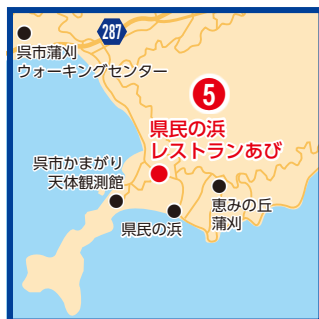 287
呉市蒲刈
ウォーキングセンター
5
県民の浜
レストランあび
呉市かまがり
天体観測館
恵みの丘
蒲刈
県民の浜